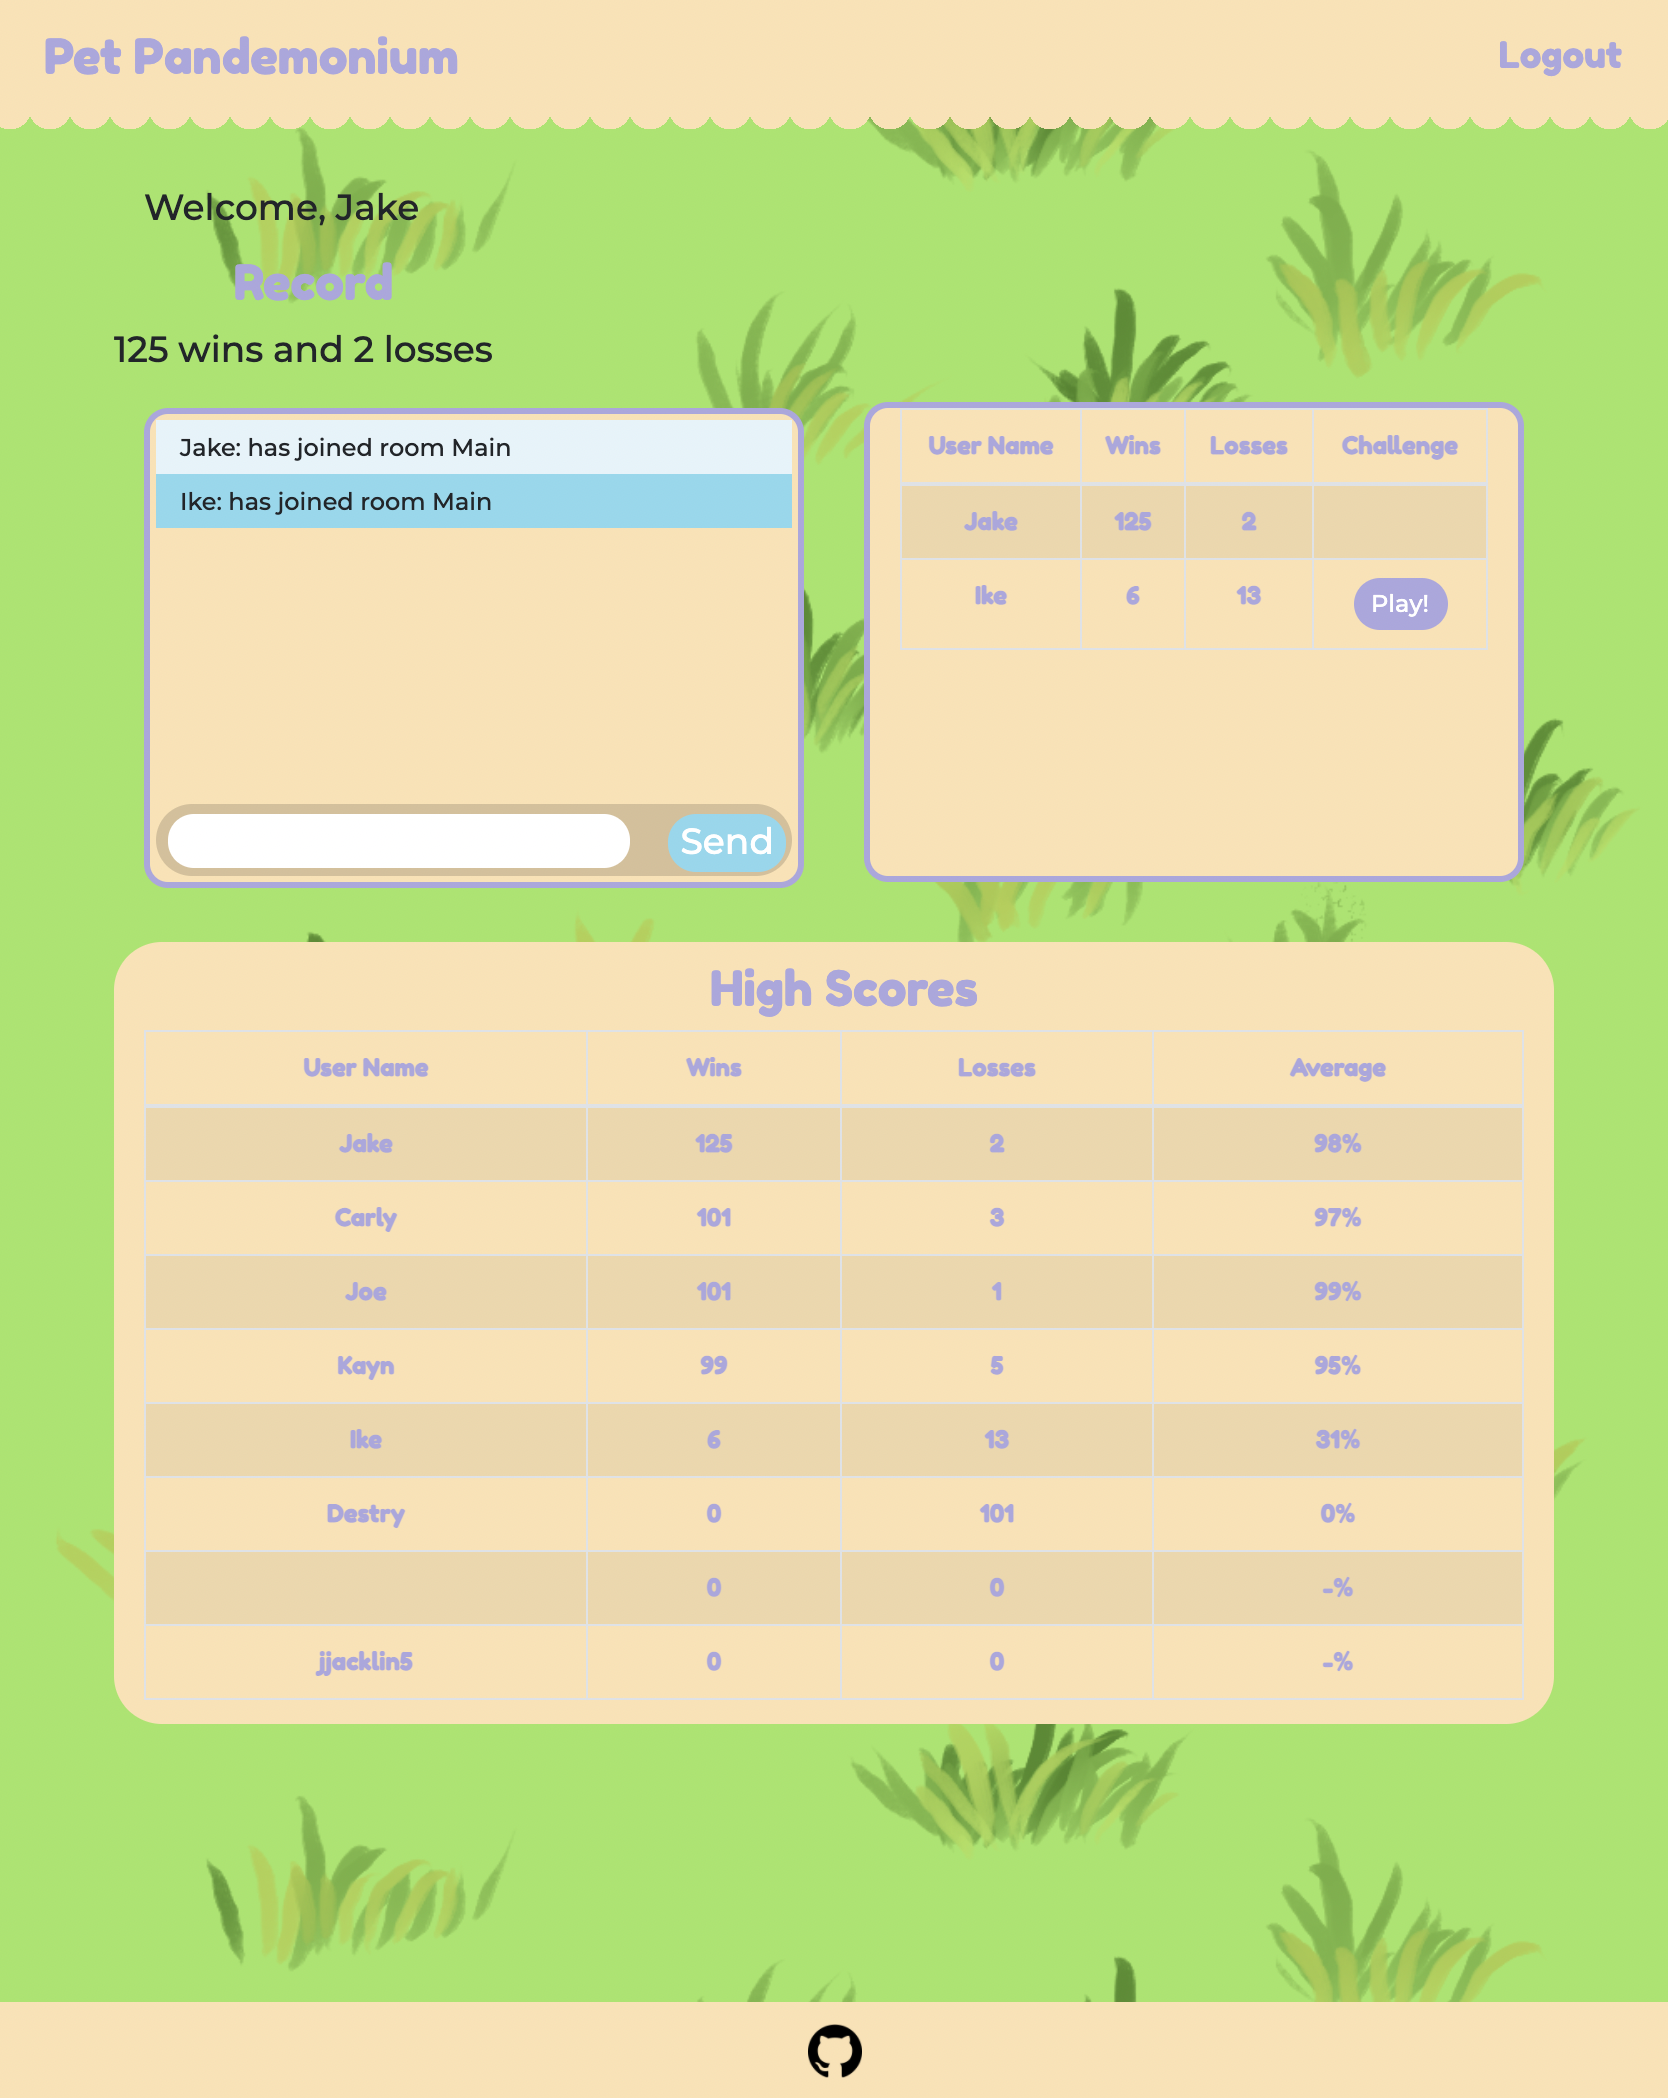 Pet Pandemonium
Logout
Welcome, Jake
Record
125 wins and 2 losses
Jake: has joined room Main
Ike: has joined room Main
Send
User Name Wins Losses Challenge
Jake 125 2
Ike 6 13 Play!
High Scores
User Name Wins Losses Average
Jake 125 2 98%
Carly 101 3 97%
Joe 101 1 99%
Kayn 99 5 95%
Ike 6 13 31%
Destry 0 101 0%
0 0 -%
jjacklin5 0 0 -%